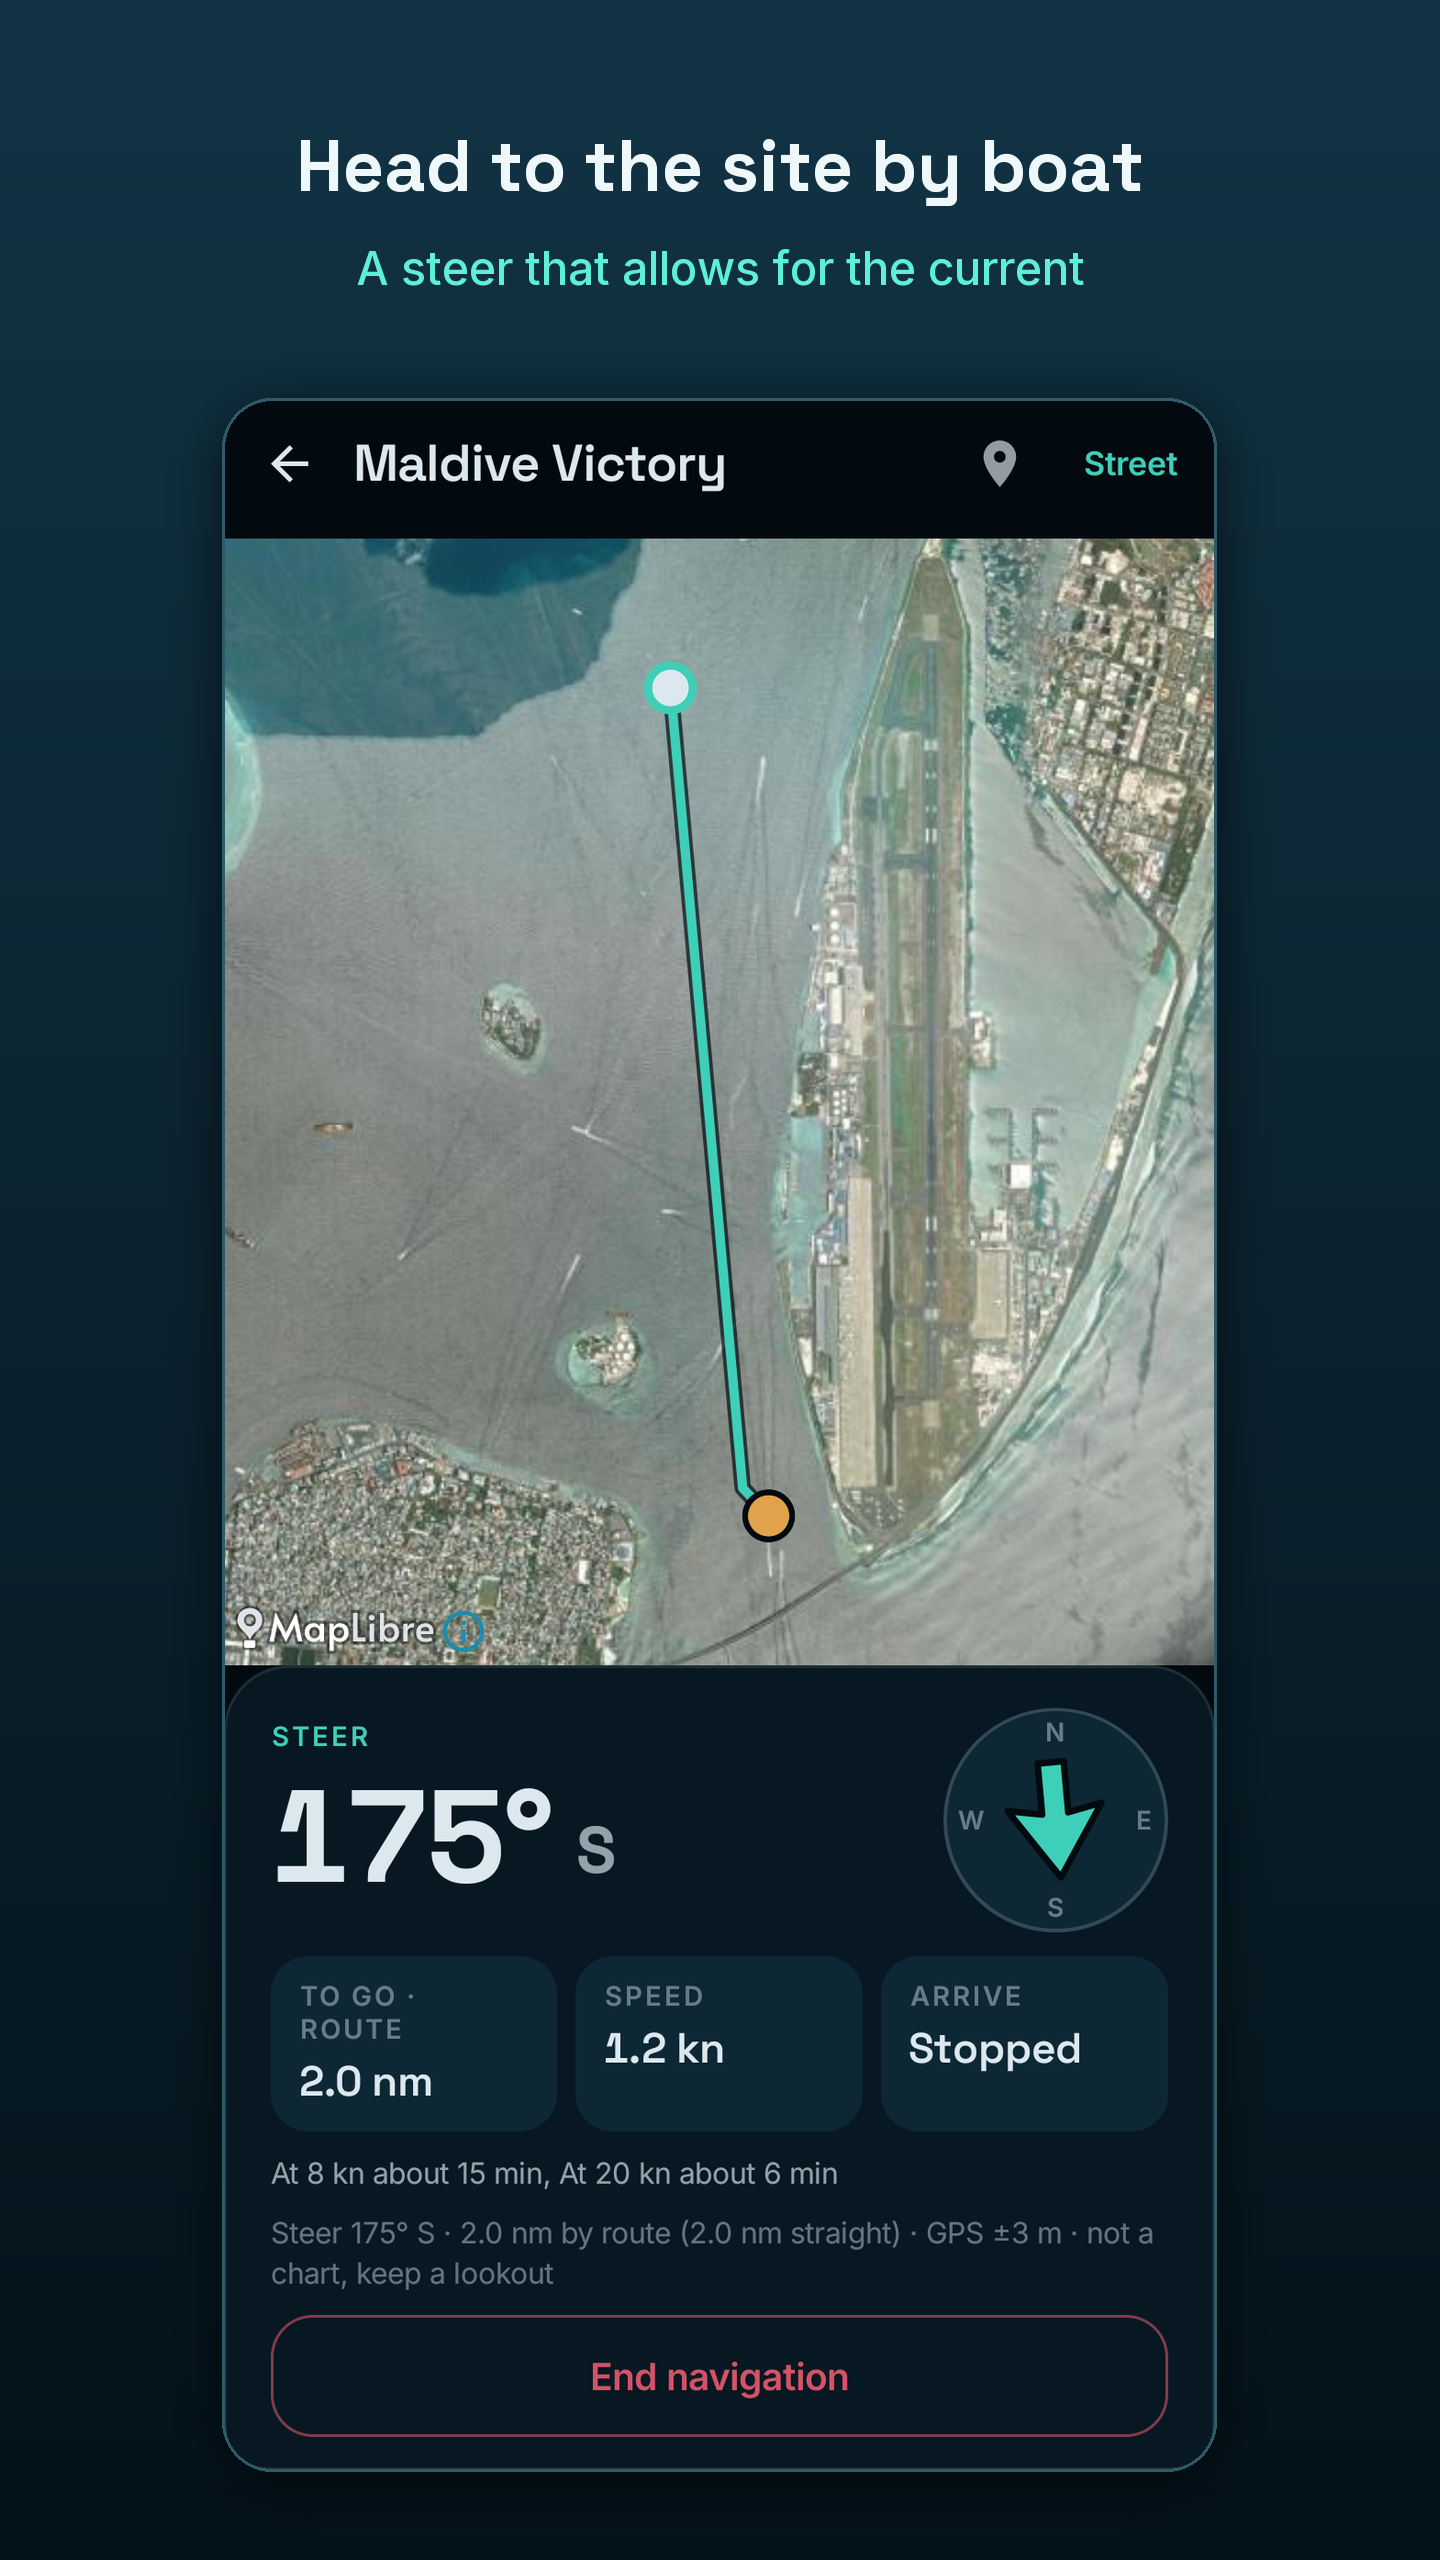 Head to the site by boat
A steer that allows for the current
Maldive Victory
Street
MapLibre
STEER
175° S
N
W
E
S
TO GO ·
ROUTE
2.0 nm
SPEED
1.2 kn
ARRIVE
Stopped
At 8 kn about 15 min, At 20 kn about 6 min
Steer 175° S · 2.0 nm by route (2.0 nm straight) · GPS ±3 m · not a
chart, keep a lookout
End navigation